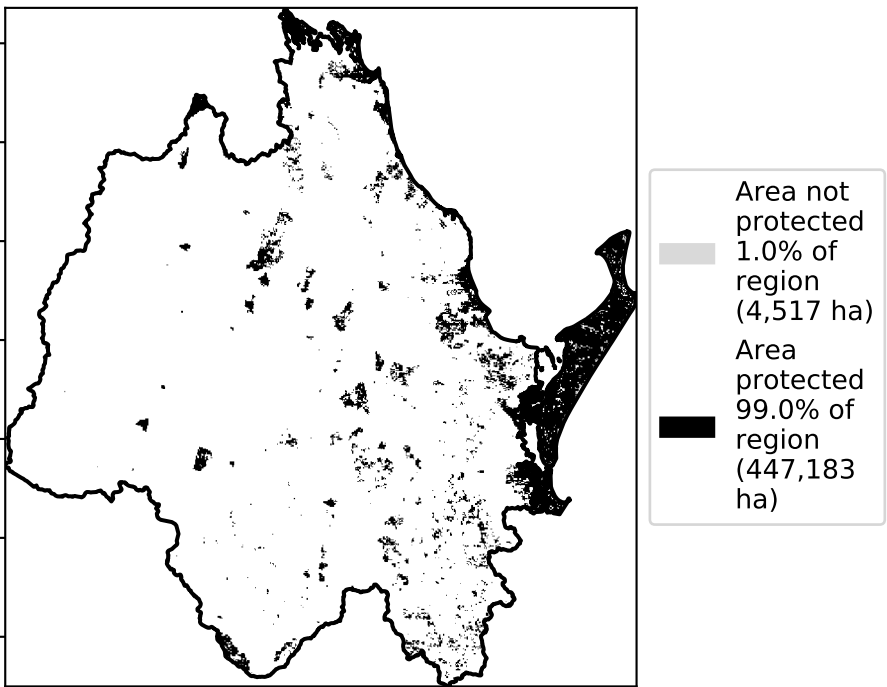 Area not
protected
1.0% of
region
(4,517 ha)
Area
protected
99.0% of
region
(447,183
ha)